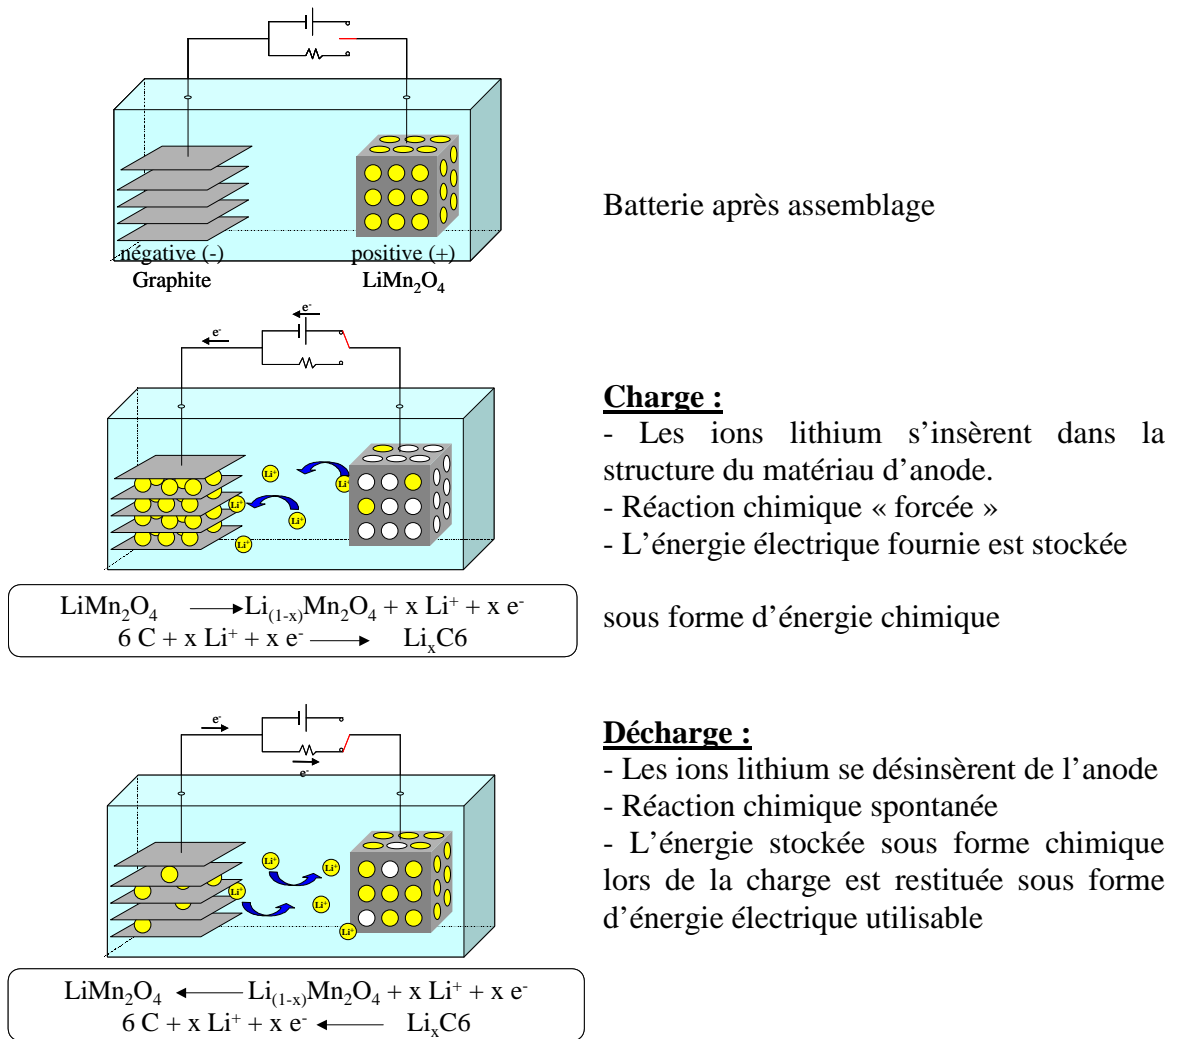 Batterie après assemblage
négative (-) positive (+)
Graphite LiMn₂O₄
e⁻
e⁻
Li⁺
Li⁺
Li⁺
Li⁺
Li⁺
LiMn₂O₄ ⟶ Li₍₁₋ₓ₎Mn₂O₄ + x Li⁺ + x e⁻
6 C + x Li⁺ + x e⁻ ⟶ LiₓC6
Charge :
- Les ions lithium s’insèrent dans la
structure du matériau d’anode.
- Réaction chimique « forcée »
- L’énergie électrique fournie est stockée
sous forme d’énergie chimique
e⁻
e⁻
Li⁺
Li⁺
Li⁺
Li⁺
Li⁺
LiMn₂O₄ ⟵ Li₍₁₋ₓ₎Mn₂O₄ + x Li⁺ + x e⁻
6 C + x Li⁺ + x e⁻ ⟵ LiₓC6
Décharge :
- Les ions lithium se désinsèrent de l’anode
- Réaction chimique spontanée
- L’énergie stockée sous forme chimique
lors de la charge est restituée sous forme
d’énergie électrique utilisable